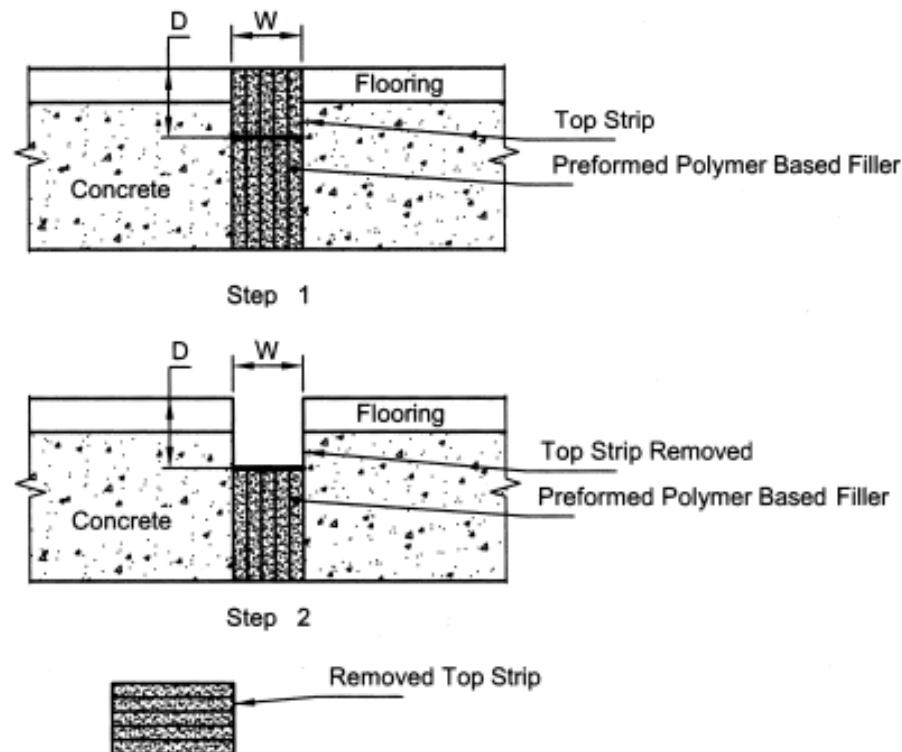 D
W
Flooring
Top Strip
Preformed Polymer Based Filler
Concrete
Step 1
D
W
Flooring
Top Strip Removed
Preformed Polymer Based Filler
Concrete
Step 2
Removed Top Strip